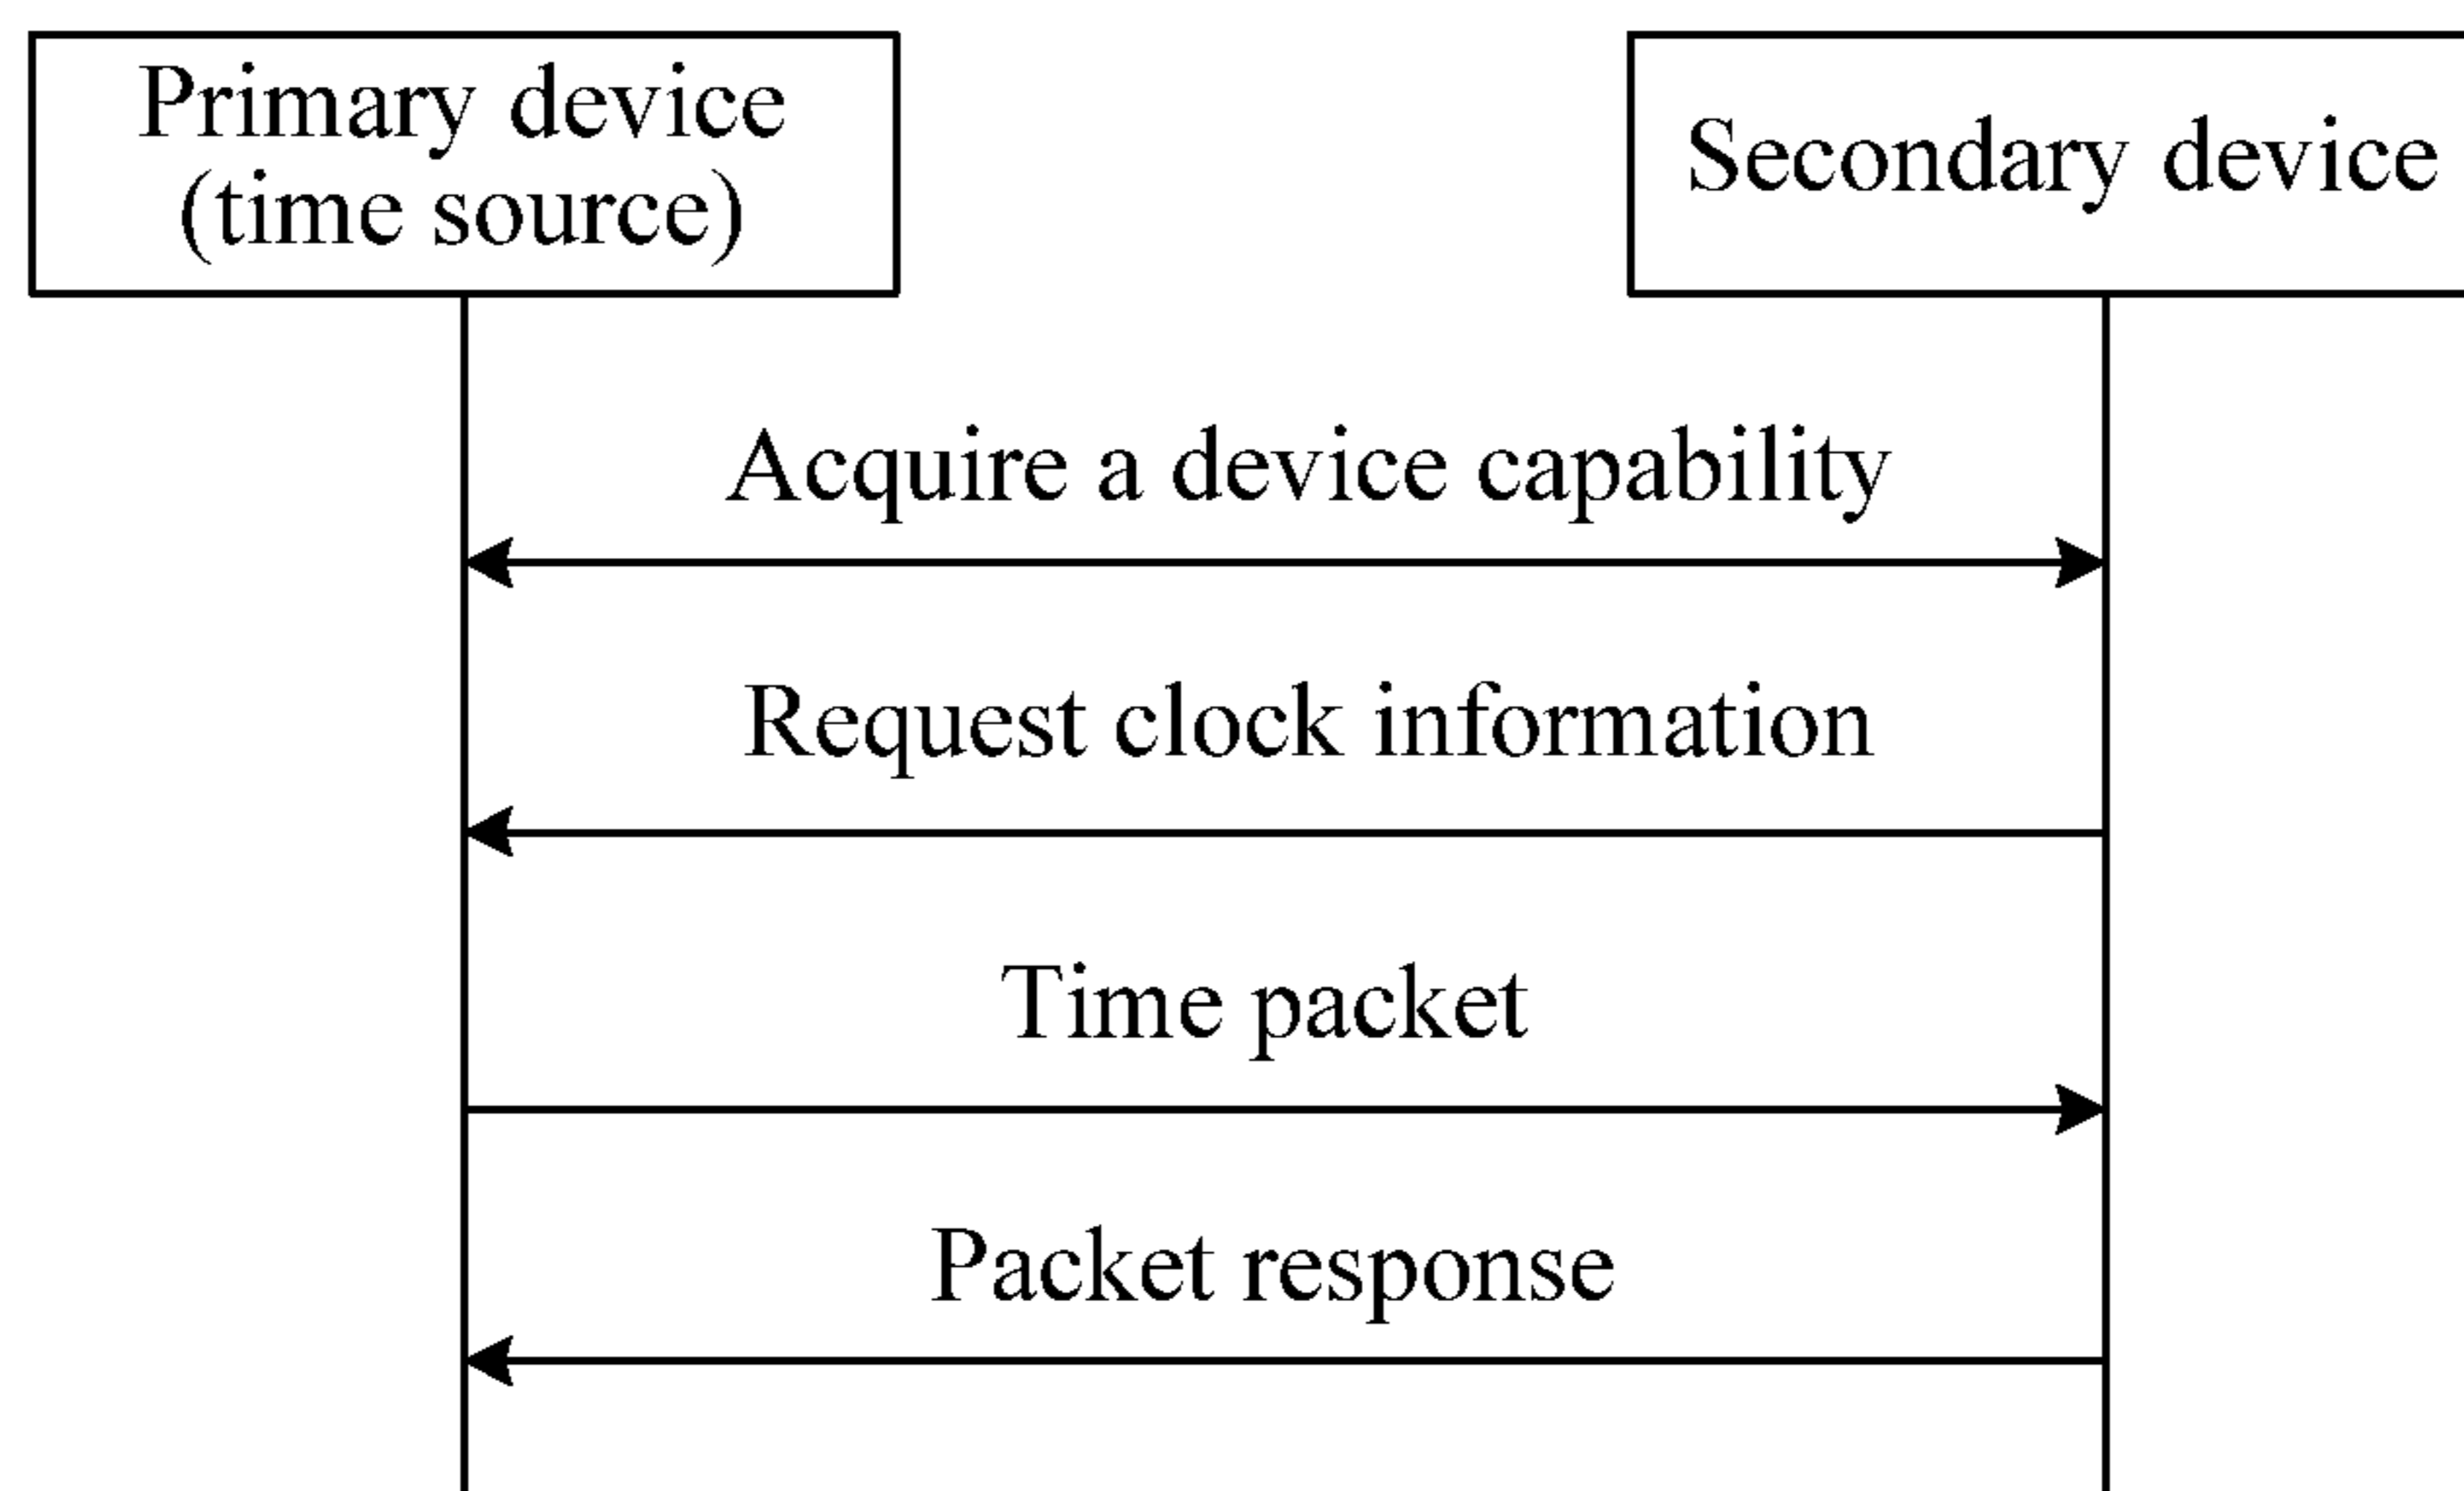 Primary device
(time source)
Secondary device
Acquire a device capability
Request clock information
Time packet
Packet response